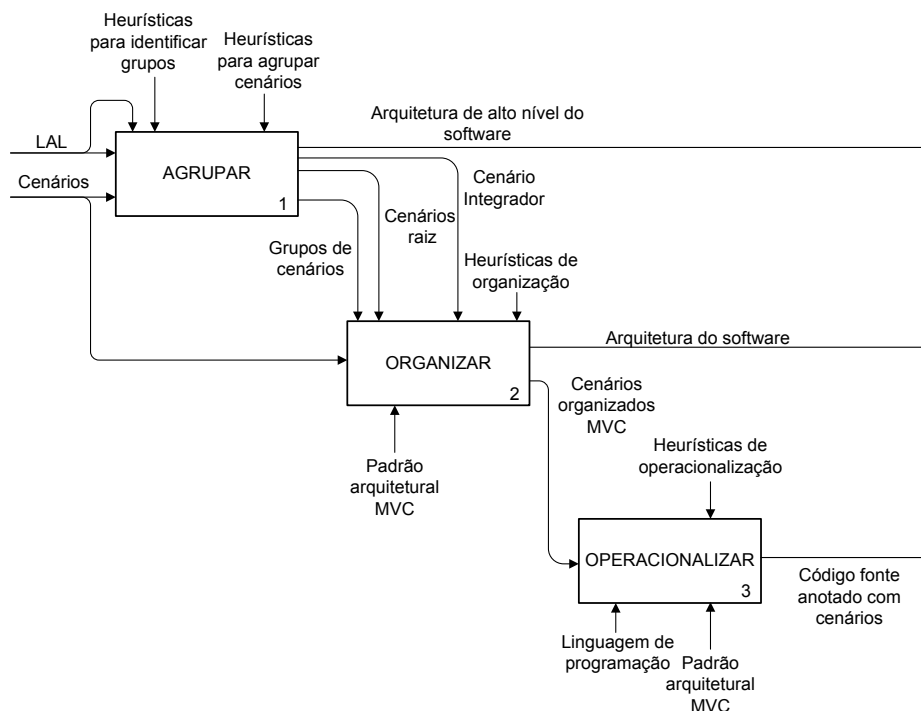 Heurísticas
para identificar
grupos
Heurísticas
para agrupar
cenários
Arquitetura de alto nível do
software
LAL
Cenários
AGRUPAR
1
Cenário
Integrador
Cenários
raiz
Grupos de
cenários
Heurísticas de
organização
ORGANIZAR
2
Arquitetura do software
Cenários
organizados
MVC
Padrão
arquitetural
MVC
Heurísticas de
operacionalização
OPERACIONALIZAR
3
Código fonte
anotado com
cenários
Linguagem de
programação
Padrão
arquitetural
MVC